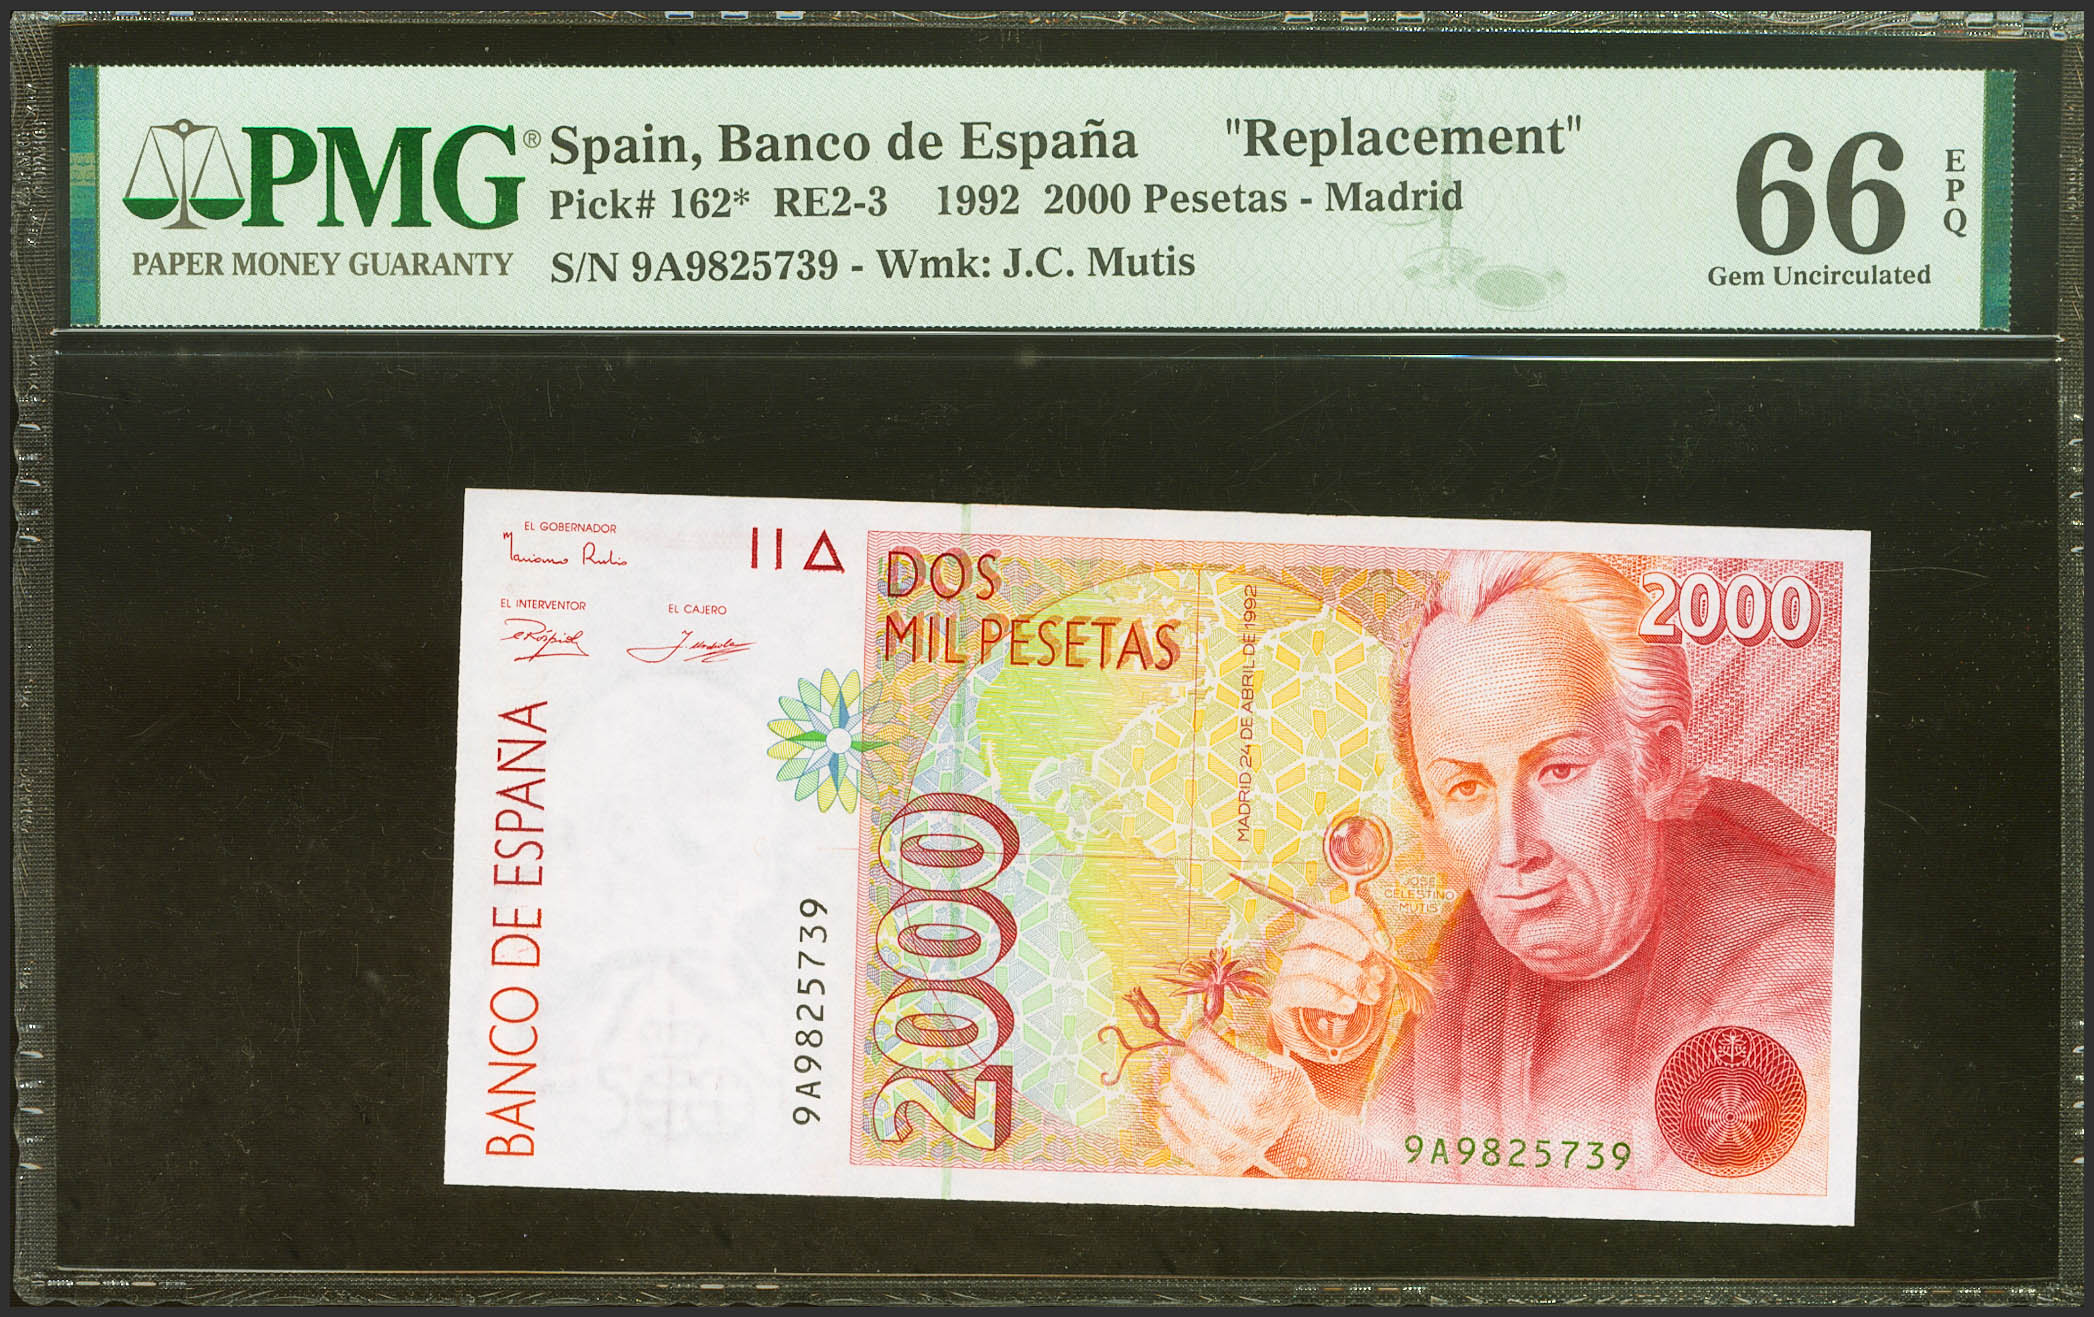 PMG®
PAPER MONEY GUARANTY
Spain, Banco de España "Replacement"
Pick# 162* RE2-3 1992 2000 Pesetas - Madrid
S/N 9A9825739 - Wmk: J.C. Mutis
66
EPQ
Gem Uncirculated
EL GOBERNADOR
Mariano Rubio
EL INTERVENTOR
EL CAJERO
BANCO DE ESPAÑA
9A9825739
DOS
MIL PESETAS
2000
MADRID 24 DE ABRIL DE 1992
2000
JOSE
CELESTINO
MUTIS
9A9825739